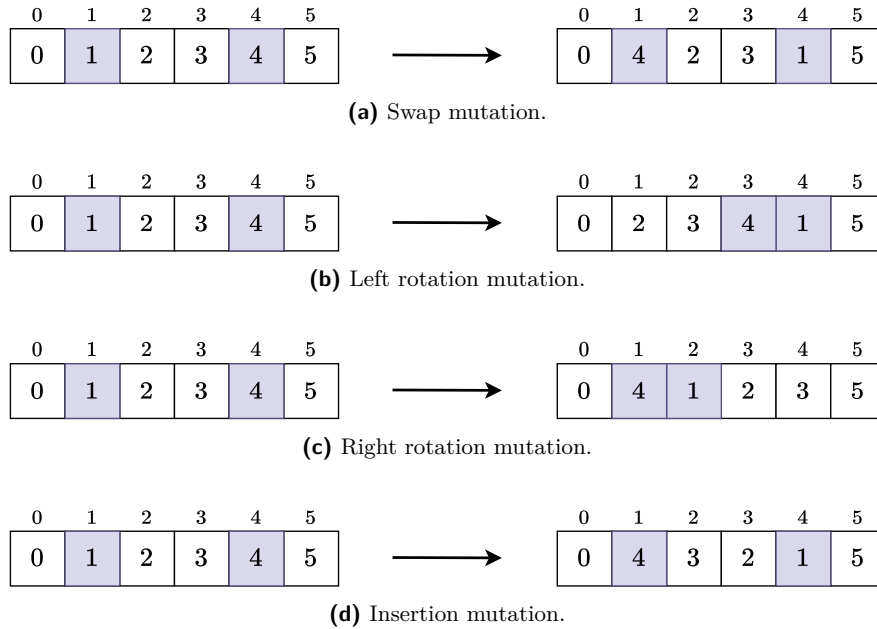 0 1 2 3 4 5 0 1 2 3 4 5
0 1 2 3 4 5 0 4 2 3 1 5
(a) Swap mutation.
0 1 2 3 4 5 0 1 2 3 4 5
0 1 2 3 4 5 0 2 3 4 1 5
(b) Left rotation mutation.
0 1 2 3 4 5 0 1 2 3 4 5
0 1 2 3 4 5 0 4 1 2 3 5
(c) Right rotation mutation.
0 1 2 3 4 5 0 1 2 3 4 5
0 1 2 3 4 5 0 4 3 2 1 5
(d) Insertion mutation.